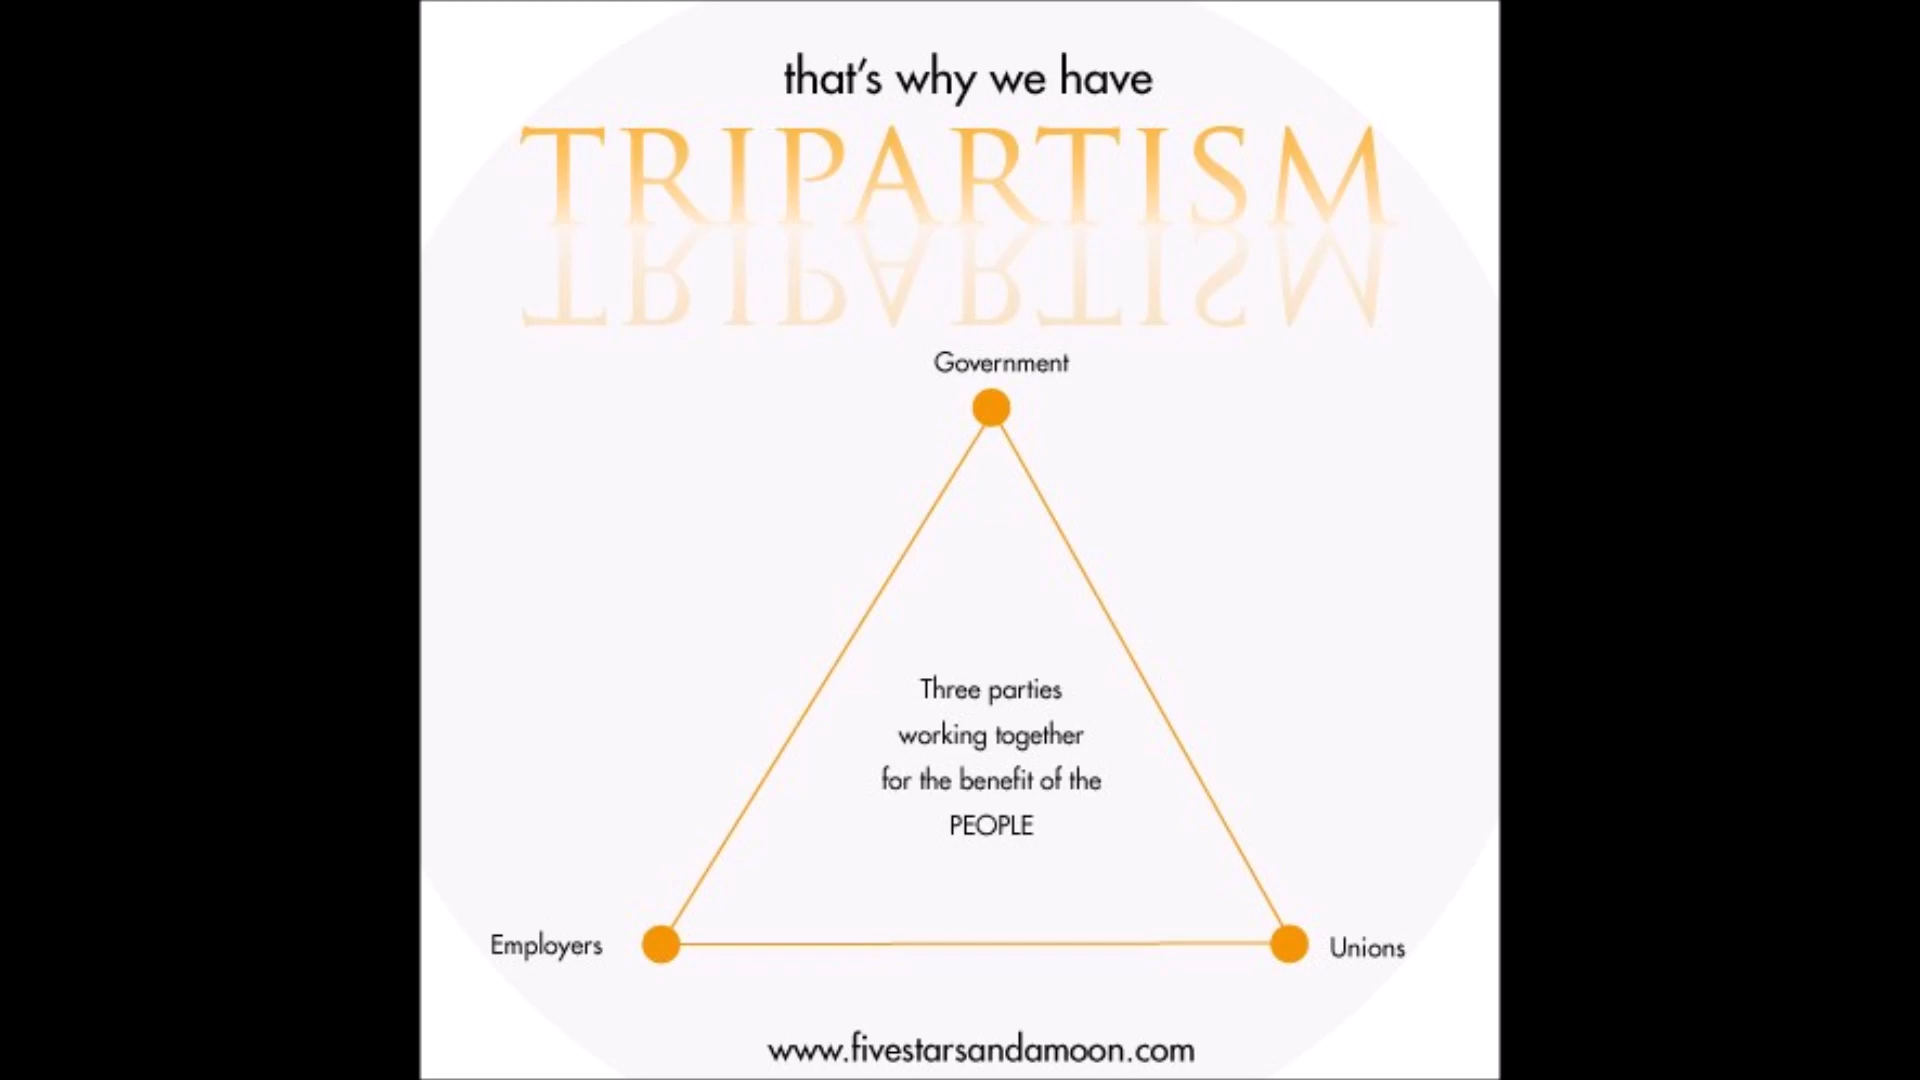 that's why we have
TRIPARTISM
Government
Three parties
working together
for the benefit of the
PEOPLE
Employers
Unions
www.fivestarsandamoon.com